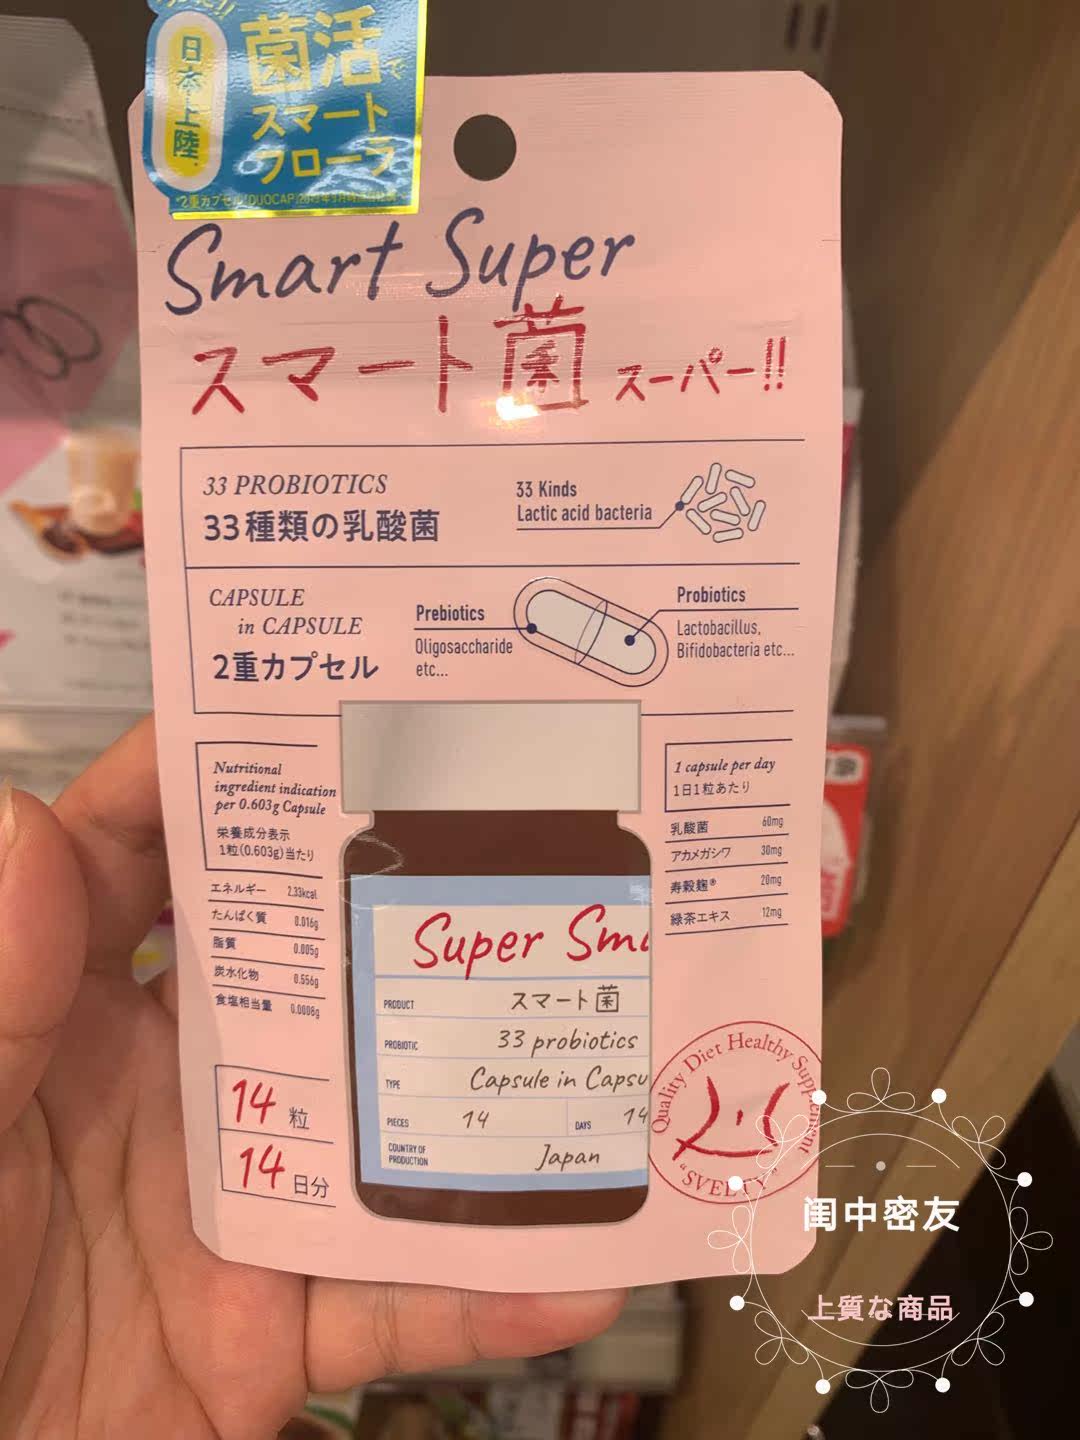 日本上陸
菌活で
スマート
フローラ
Smart Super
スマート菌 スーパー!!
33 PROBIOTICS
33種類の乳酸菌
33 Kinds
Lactic acid bacteria
CAPSULE
in CAPSULE
2重カプセル
Prebiotics
Oligosaccharide
etc...
Probiotics
Lactobacillus,
Bifidobacteria etc...
Nutritional
ingredient indication
per 0.603g Capsule
栄養成分表示
1粒(0.603g)当たり
エネルギー 2.33kcal
たんぱく質 0.016g
脂質 0.005g
炭水化物 0.556g
食塩相当量 0.0008g
1 capsule per day
1日1粒あたり
乳酸菌 60mg
アカメガシワ 30mg
寿穀麹® 20mg
緑茶エキス 12mg
Super Sm
PRODUCT スマート菌
PROBIOTIC 33 probiotics
TYPE Capsule in Capsu
PIECES 14 DAYS 14
COUNTRY OF
PRODUCTION Japan
14粒
14日分
Quality Diet Healthy Supplement
"SVELTY"
闺中密友
上質な商品